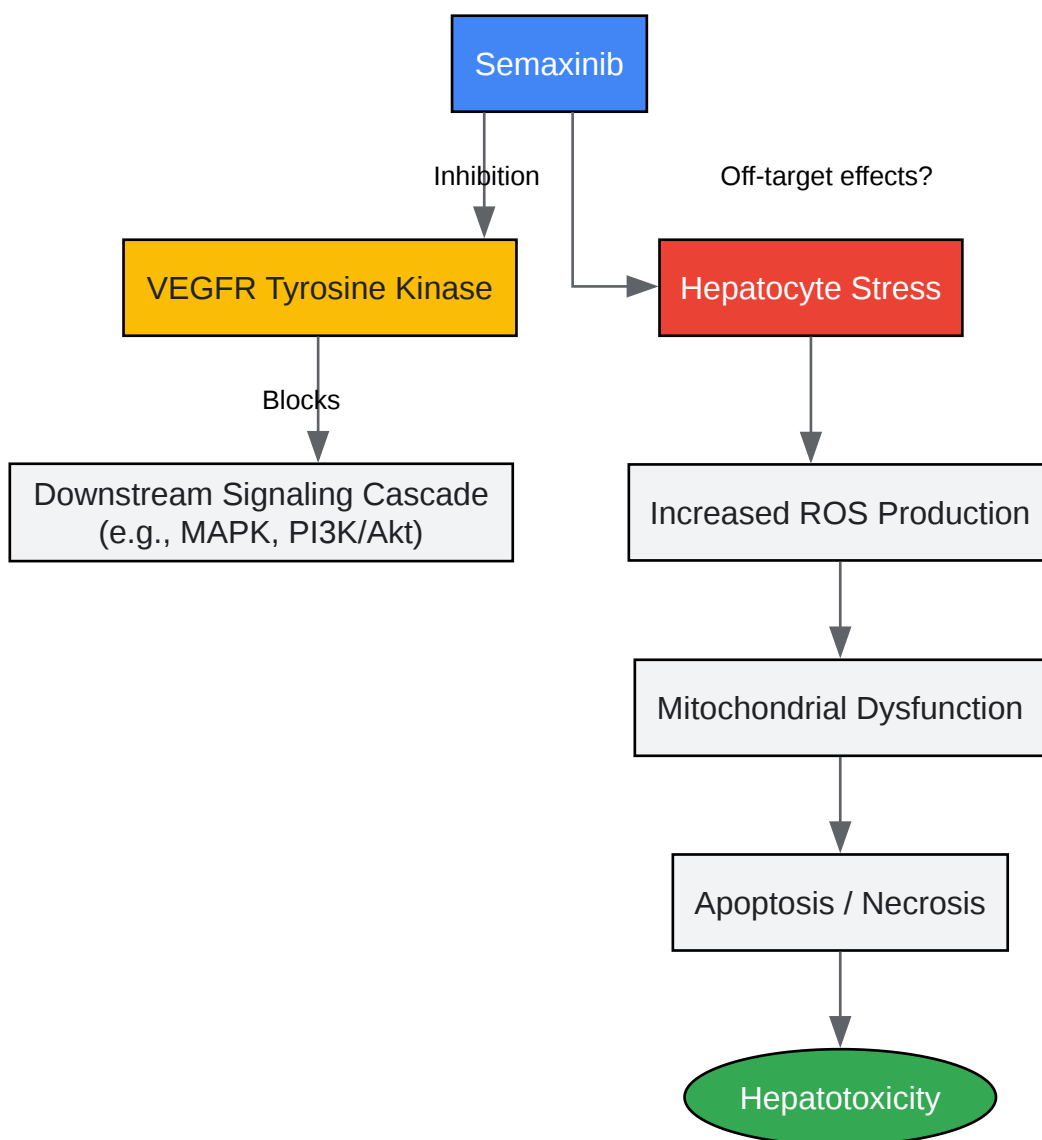 Semaxinib
Inhibition
Off-target effects?
VEGFR Tyrosine Kinase
Hepatocyte Stress
Blocks
Downstream Signaling Cascade
(e.g., MAPK, PI3K/Akt)
Increased ROS Production
Mitochondrial Dysfunction
Apoptosis / Necrosis
Hepatotoxicity